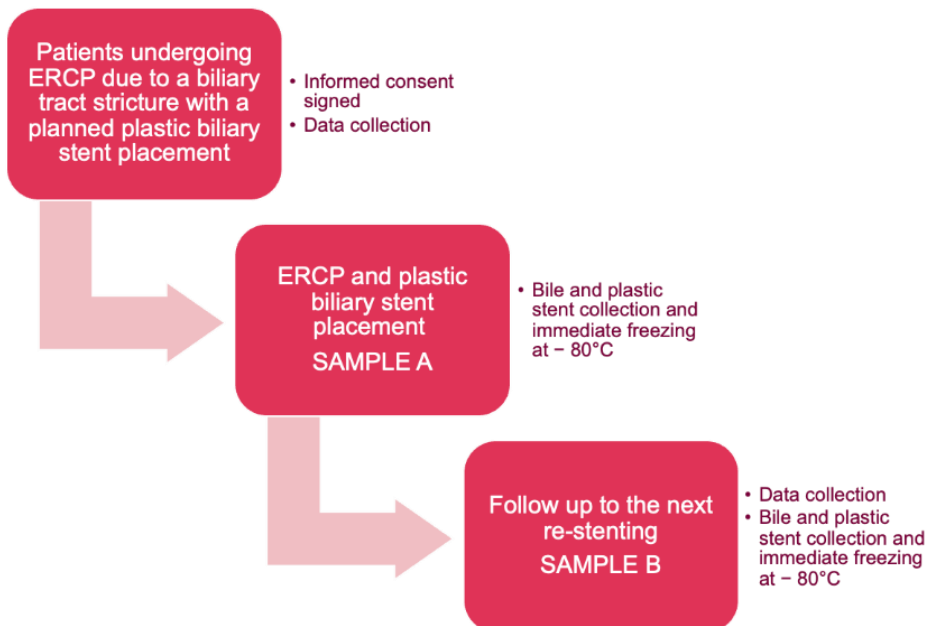 Patients undergoing
ERCP due to a biliary
tract stricture with a
planned plastic biliary
stent placement
• Informed consent
signed
• Data collection
ERCP and plastic
biliary stent
placement
SAMPLE A
• Bile and plastic
stent collection and
immediate freezing
at − 80°C
Follow up to the next
re-stenting
SAMPLE B
• Data collection
• Bile and plastic
stent collection and
immediate freezing
at − 80°C